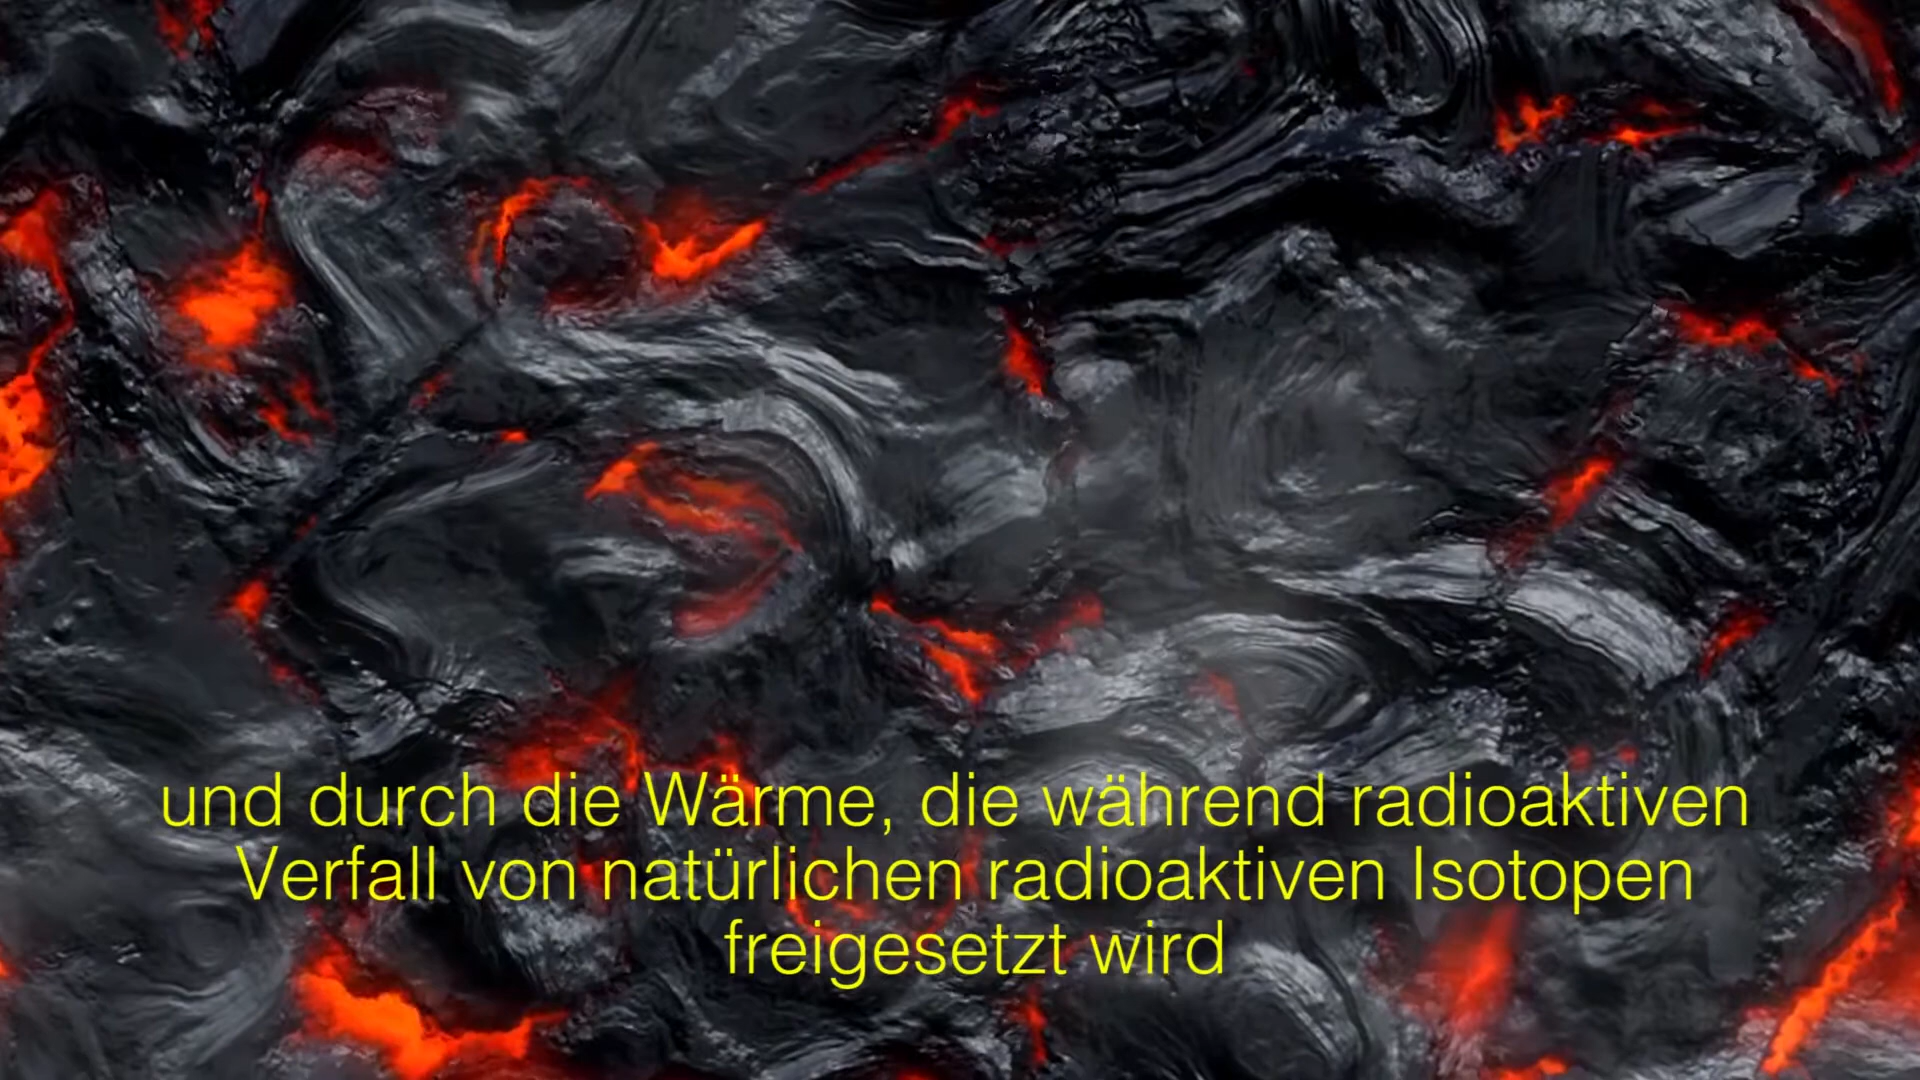 und durch die Wärme, die während radioaktiven
Verfall von natürlichen radioaktiven Isotopen
freigesetzt wird